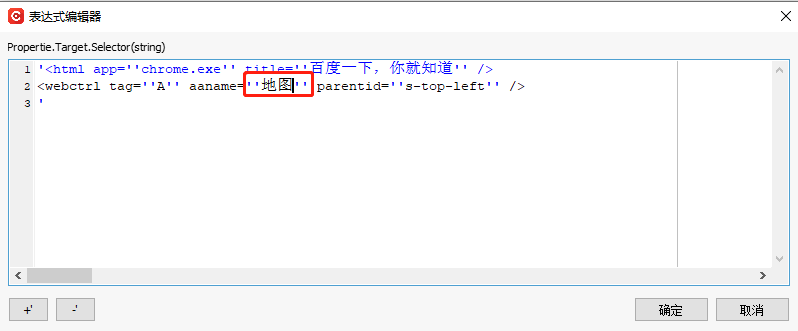 表达式编辑器
Propertie.Target.Selector(string)
1 '<html app=''chrome.exe'' title=''百度一下，你就知道'' />
2 <webctrl tag=''A'' aaname=''地图'' parentid=''s-top-left'' />
3 '
+' -' 确定 取消